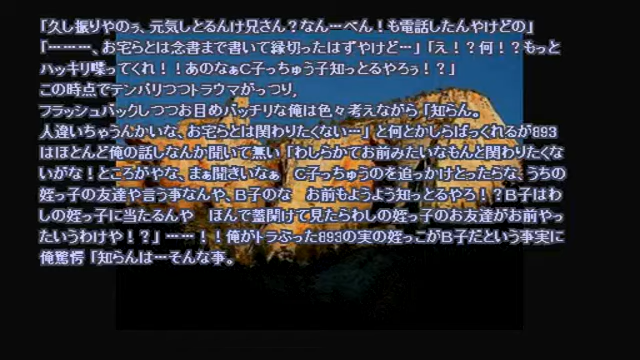 「久し振りやのぅ、元気しとるんけ兄さん？なん…べん！も電話したんやけどの」
「………、お宅らとは念書まで書いて縁切ったはずやけど…」「え！？何！？もっと
ハッキリ喋ってくれ！！あのなぁC子っちゅう子知っとるやろぅ！？」
この時点でテンパリつつトラウマがっつり,
フラッシュバックしつつお目めパッチリな俺は色々考えながら「知らん。
人違いちゃうんかいな、お宅らとは関わりたくない…」と何とかしらばっくれるが893
はほとんど俺の話しなんか聞いて無い「わしらかてお前みたいなもんと関わりたくな
いがな！ところがやな、まぁ聞きいなぁ　C子っちゅうのを追っかけとったらな、うちの
姪っ子の友達や言う事なんや、B子のな　お前もようよう知っとるやろ！？B子はわ
しの姪っ子に当たるんや　ほんで蓋開けて見たらわしの姪っ子のお友達がお前やっ
たいうわけや！？」……！！俺がトラぶった893の実の姪っこがB子だという事実に
俺驚愕「知らんは…そんな事。